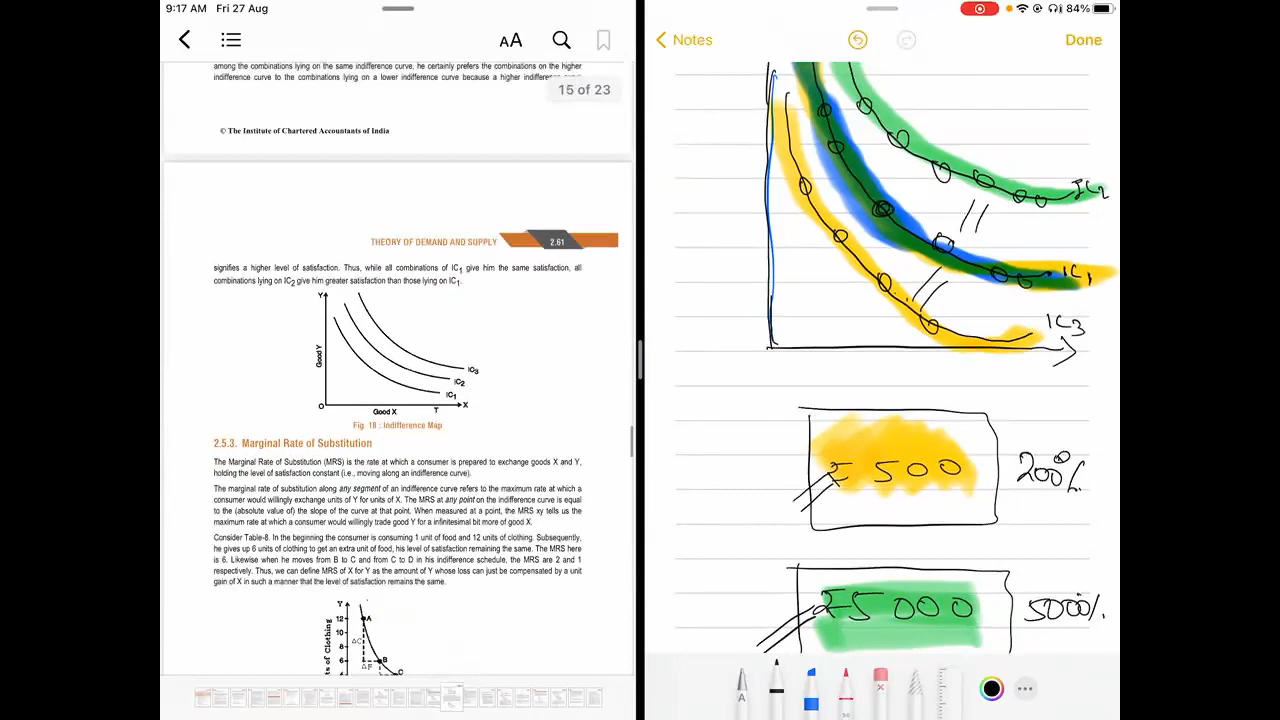 9:17 AM Fri 27 Aug
84%
AA
Notes
Done
among the combinations lying on the same indifference curve, he certainly prefers the combinations on the higher
indifference curve to the combinations lying on a lower indifference curve because a higher indifference curve
15 of 23
© The Institute of Chartered Accountants of India
THEORY OF DEMAND AND SUPPLY 2.61
signifies a higher level of satisfaction. Thus, while all combinations of IC1 give him the same satisfaction, all
combinations lying on IC2 give him greater satisfaction than those lying on IC1.
Y
Good Y
IC3
IC2
IC1
O
Good X
T
X
Fig. 18 : Indifference Map
2.5.3. Marginal Rate of Substitution
The Marginal Rate of Substitution (MRS) is the rate at which a consumer is prepared to exchange goods X and Y,
holding the level of satisfaction constant (i.e., moving along an indifference curve).
The marginal rate of substitution along any segment of an indifference curve refers to the maximum rate at which a
consumer would willingly exchange units of Y for units of X. The MRS at any point on the indifference curve is equal
to the (absolute value of) the slope of the curve at that point. When measured at a point, the MRS xy tells us the
maximum rate at which a consumer would willingly trade good Y for a infinitesimal bit more of good X.
Consider Table-8. In the beginning the consumer is consuming 1 unit of food and 12 units of clothing. Subsequently,
he gives up 6 units of clothing to get an extra unit of food, his level of satisfaction remaining the same. The MRS here
is 6. Likewise when he moves from B to C and from C to D in his indifference schedule, the MRS are 2 and 1
respectively. Thus, we can define MRS of X for Y as the amount of Y whose loss can just be compensated by a unit
gain of X in such a manner that the level of satisfaction remains the same.
Y
12
A
10
ΔC
8
6
B
ΔF
4
C
ts of Clothing
IC2
IC1
IC3
500
200%
5000
5000%